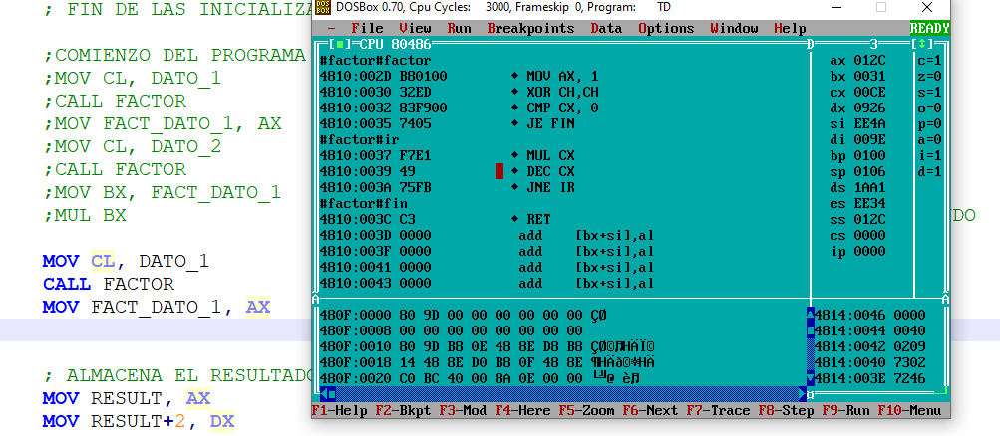 ; FIN DE LAS INICIALIZA
;COMIENZO DEL PROGRAMA
;MOV CL, DATO_1
;CALL FACTOR
;MOV FACT_DATO_1, AX
;MOV CL, DATO_2
;CALL FACTOR
;MOV BX, FACT_DATO_1
;MUL BX
NDO
MOV CL, DATO_1
CALL FACTOR
MOV FACT_DATO_1, AX
; ALMACENA EL RESULTADO
MOV RESULT, AX
MOV RESULT+2, DX
DOS BOX
DOSBox 0.70, Cpu Cycles: 3000, Frameskip 0, Program: TD
- File View Run Breakpoints Data Options Window Help READY
[■]=CPU 80486 3 [↕]
#factor#factor
4810:002D B80100 ♦ MOV AX, 1
4810:0030 32ED ♦ XOR CH,CH
4810:0032 83F900 ♦ CMP CX, 0
4810:0035 7405 ♦ JE FIN
#factor#ir
4810:0037 F7E1 ♦ MUL CX
4810:0039 49 ♦ DEC CX
4810:003A 75FB ♦ JNE IR
#factor#fin
4810:003C C3 ♦ RET
4810:003D 0000 add [bx+si],al
4810:003F 0000 add [bx+si],al
4810:0041 0000 add [bx+si],al
4810:0043 0000 add [bx+si],al
ax 012C c=1
bx 0031 z=0
cx 00CE s=1
dx 0926 o=0
si EE4A p=0
di 009E a=0
bp 0100 i=1
sp 0106 d=1
ds 1AA1
es EE34
ss 012C
cs 0000
ip 0000
480F:0000 80 9D 00 00 00 00 00 00 ÇØ
480F:0008 00 00 00 00 00 00 00 00
480F:0010 80 9D B8 0E 48 8E D8 B8 ÇØ©♫HÄÏ©
480F:0018 14 48 8E D0 B8 0F 48 8E ¶HÄð©☼HÄ
480F:0020 C0 BC 40 00 8A 0E 00 00 └╝@ è♫
4814:0046 0000
4814:0044 0040
4814:0042 0209
4814:0040 7302
4814:003E 7246
F1-Help F2-Bkpt F3-Mod F4-Here F5-Zoom F6-Next F7-Trace F8-Step F9-Run F10-Menu